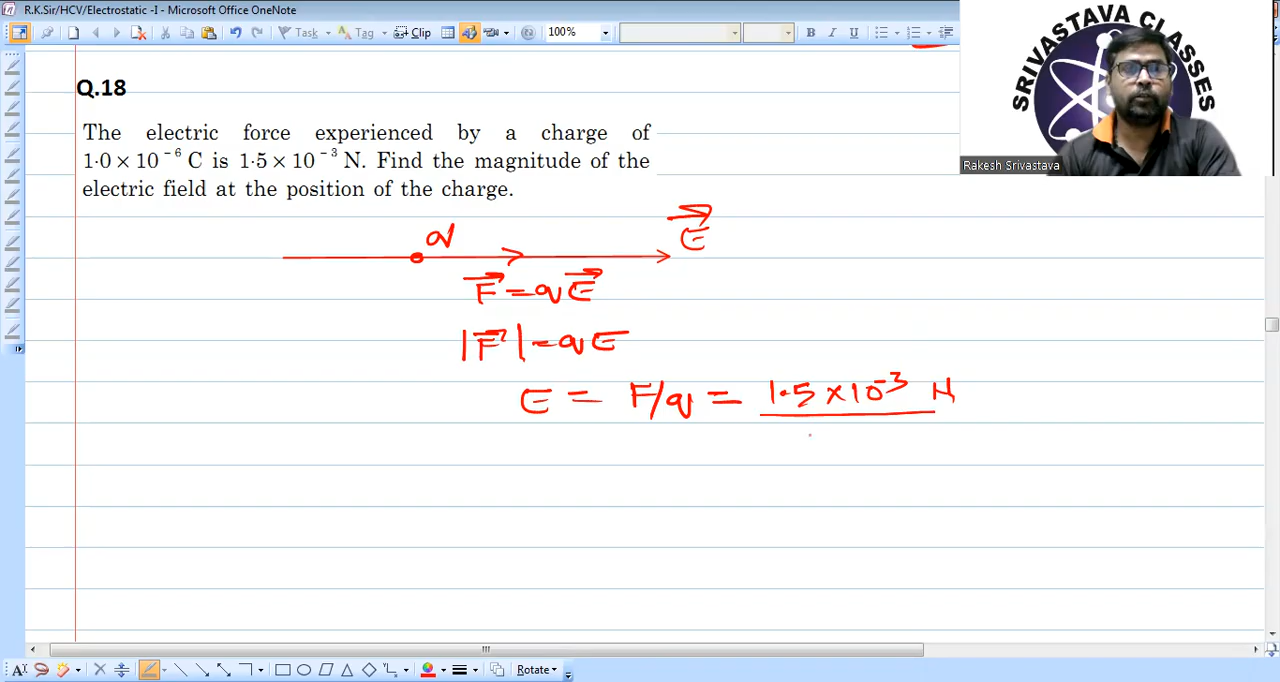 R.K.Sir/HCV/Electrostatic -I - Microsoft Office OneNote
Task Tag Clip 100% B I U
SRIVASTAVA CLASSES
Rakesh Srivastava
Q.18
The electric force experienced by a charge of
1·0 × 10⁻⁶ C is 1·5 × 10⁻³ N. Find the magnitude of the
electric field at the position of the charge.
q E⃗
F⃗ = qE⃗
|F⃗| = qE
E = F/q = 1.5×10⁻³ N
Rotate